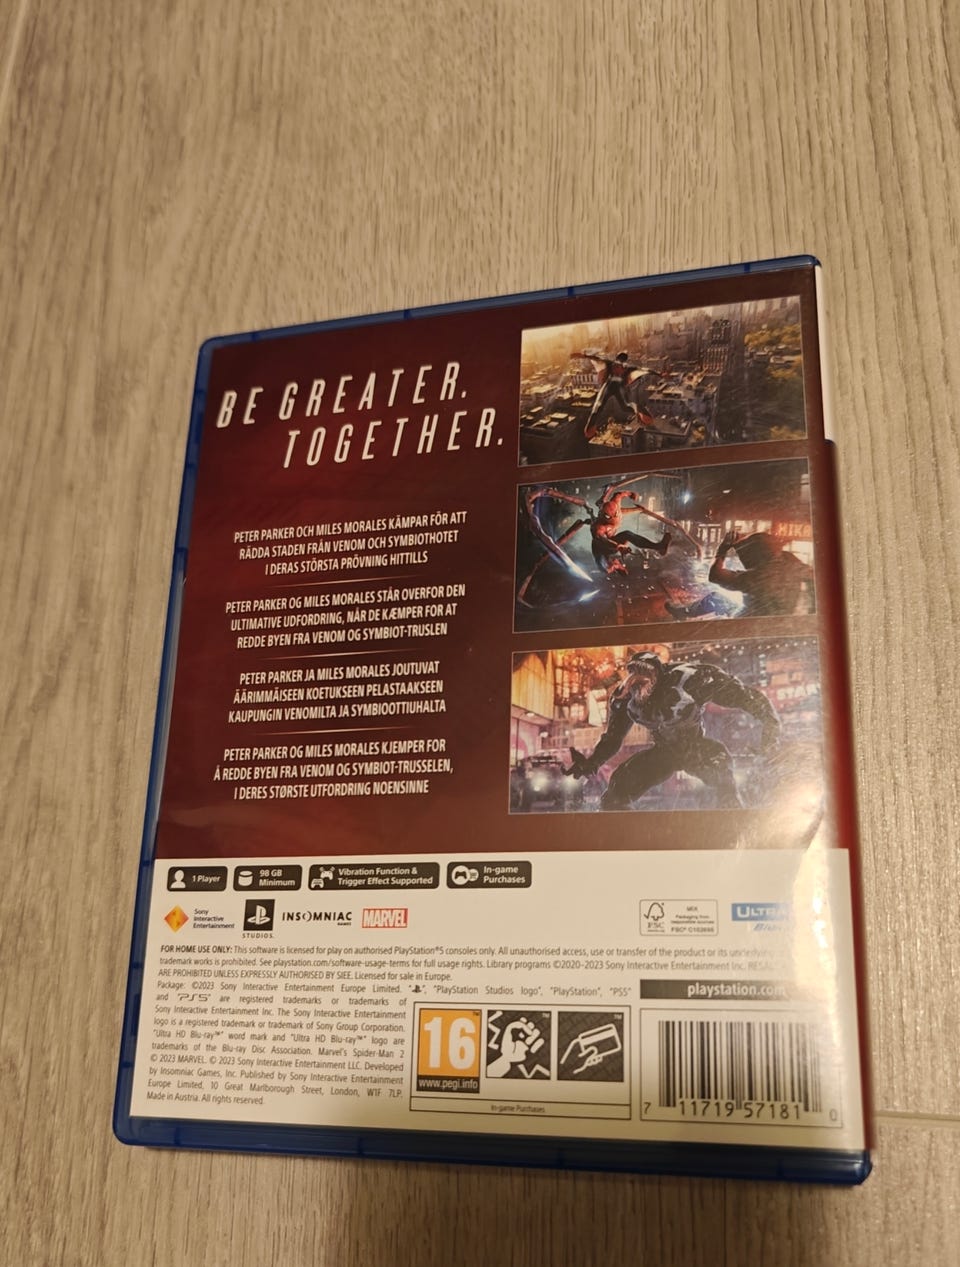 BE GREATER.
TOGETHER.
PETER PARKER OCH MILES MORALES KÄMPAR FÖR ATT
RÄDDA STADEN FRÅN VENOM OCH SYMBIOTHOTET
I DERAS STÖRSTA PRÖVNING HITTILLS
PETER PARKER OG MILES MORALES STÅR OVERFOR DEN
ULTIMATIVE UDFORDRING, NÅR DE KÆMPER FOR AT
REDDE BYEN FRA VENOM OG SYMBIOT-TRUSLEN
PETER PARKER JA MILES MORALES JOUTUVAT
ÄÄRIMMÄISEEN KOETUKSEEN PELASTAAKSEEN
KAUPUNGIN VENOMILTA JA SYMBIOOTTIUHALTA
PETER PARKER OG MILES MORALES KJEMPER FOR
Å REDDE BYEN FRA VENOM OG SYMBIOT-TRUSSELEN,
I DERES STØRSTE UTFORDRING NOENSINNE
1 Player
98 GB
Minimum
Vibration Function &
Trigger Effect Supported
In-game
Purchases
Sony
Interactive
Entertainment
STUDIOS.
INSOMNIAC
GAMES
MARVEL
FSC
MIX
Packaging from
responsible sources
ULTRA
FOR HOME USE ONLY: This software is licensed for play on authorised PlayStation®5 consoles only. All unauthorised access, use or transfer of the product or its underlying
trademark works is prohibited. See playstation.com/software-usage-terms for full usage rights. Library programs ©2020-2023 Sony Interactive Entertainment Inc.
ARE PROHIBITED UNLESS EXPRESSLY AUTHORISED BY SIEE. Licensed for sale in Europe.
Package: ©2023 Sony Interactive Entertainment Europe Limited. "PlayStation Studios logo", "PlayStation", "PS5"
and PS5 are registered trademarks or trademarks of
Sony Interactive Entertainment Inc. The Sony Interactive Entertainment
logo is a registered trademark or trademark of Sony Group Corporation.
"Ultra HD Blu-ray™" word mark and "Ultra HD Blu-ray™" logo are
trademarks of the Blu-ray Disc Association. Marvel's Spider-Man 2
© 2023 MARVEL. © 2023 Sony Interactive Entertainment LLC. Developed
by Insomniac Games, Inc. Published by Sony Interactive Entertainment
Europe Limited, 10 Great Marlborough Street, London, W1F 7LP.
Made in Austria. All rights reserved.
playstation.com
16
www.pegi.info
In-game Purchases
7 11719 57181 0